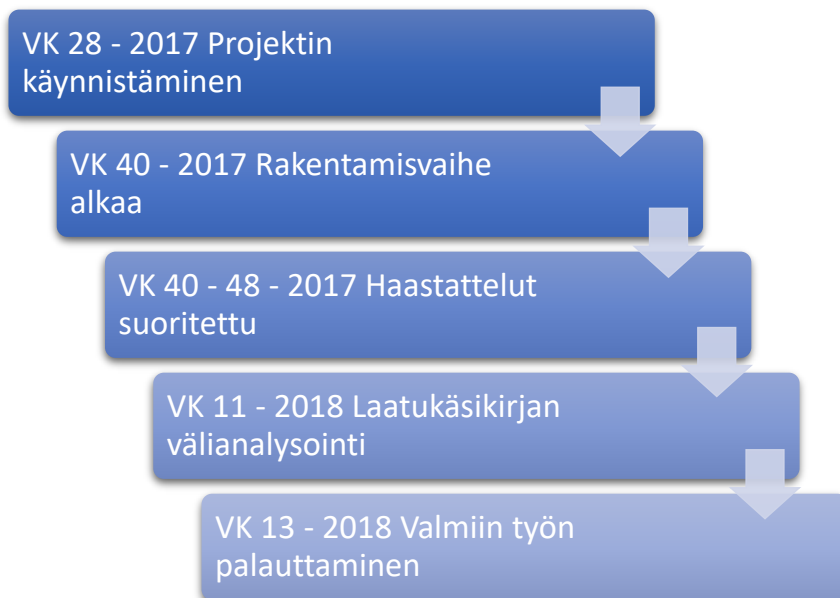 VK 28 - 2017 Projektin
käynnistäminen
VK 40 - 2017 Rakentamisvaihe
alkaa
VK 40 - 48 - 2017 Haastattelut
suoritettu
VK 11 - 2018 Laatukäsikirjan
välianalysointi
VK 13 - 2018 Valmiin työn
palauttaminen